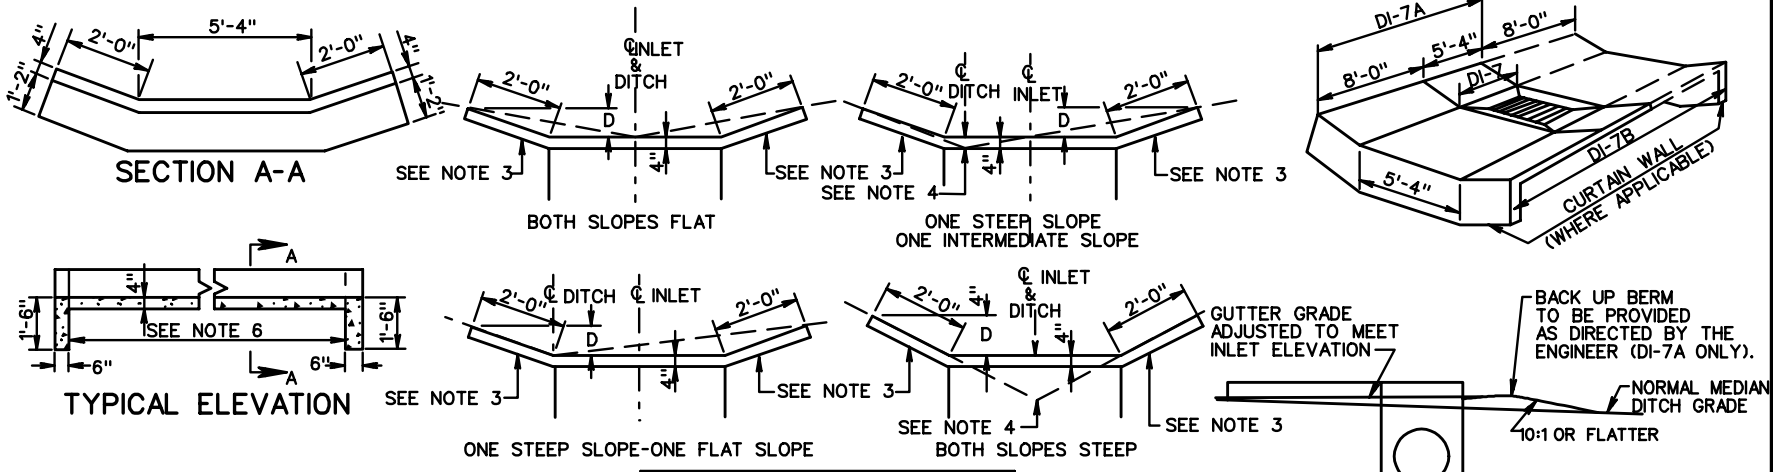 5'-4"
2'-0"
2'-0"
4"
4"
1'-2"
1'-2"
SECTION A-A
℄ INLET
&
DITCH
2'-0"
2'-0"
D
4"
SEE NOTE 3
SEE NOTE 3
BOTH SLOPES FLAT
℄
DITCH
℄
INLET
2'-0"
2'-0"
D
4"
SEE NOTE 4
SEE NOTE 3
ONE STEEP SLOPE
ONE INTERMEDIATE SLOPE
DI-7A
8'-0"
5'-4"
8'-0"
DI-7
DI-7B
5'-4"
CURTAIN WALL
(WHERE APPLICABLE)
A
4"
1'-6"
SEE NOTE 6
1'-6"
6"
6"
A
TYPICAL ELEVATION
℄ DITCH
℄ INLET
2'-0"
2'-0"
D
4"
SEE NOTE 3
SEE NOTE 3
ONE STEEP SLOPE-ONE FLAT SLOPE
℄ INLET
&
DITCH
2'-0"
4"
2'-0"
D
4"
SEE NOTE 4
SEE NOTE 3
BOTH SLOPES STEEP
GUTTER GRADE
ADJUSTED TO MEET
INLET ELEVATION
BACK UP BERM
TO BE PROVIDED
AS DIRECTED BY THE
ENGINEER (DI-7A ONLY).
NORMAL MEDIAN
DITCH GRADE
10:1 OR FLATTER